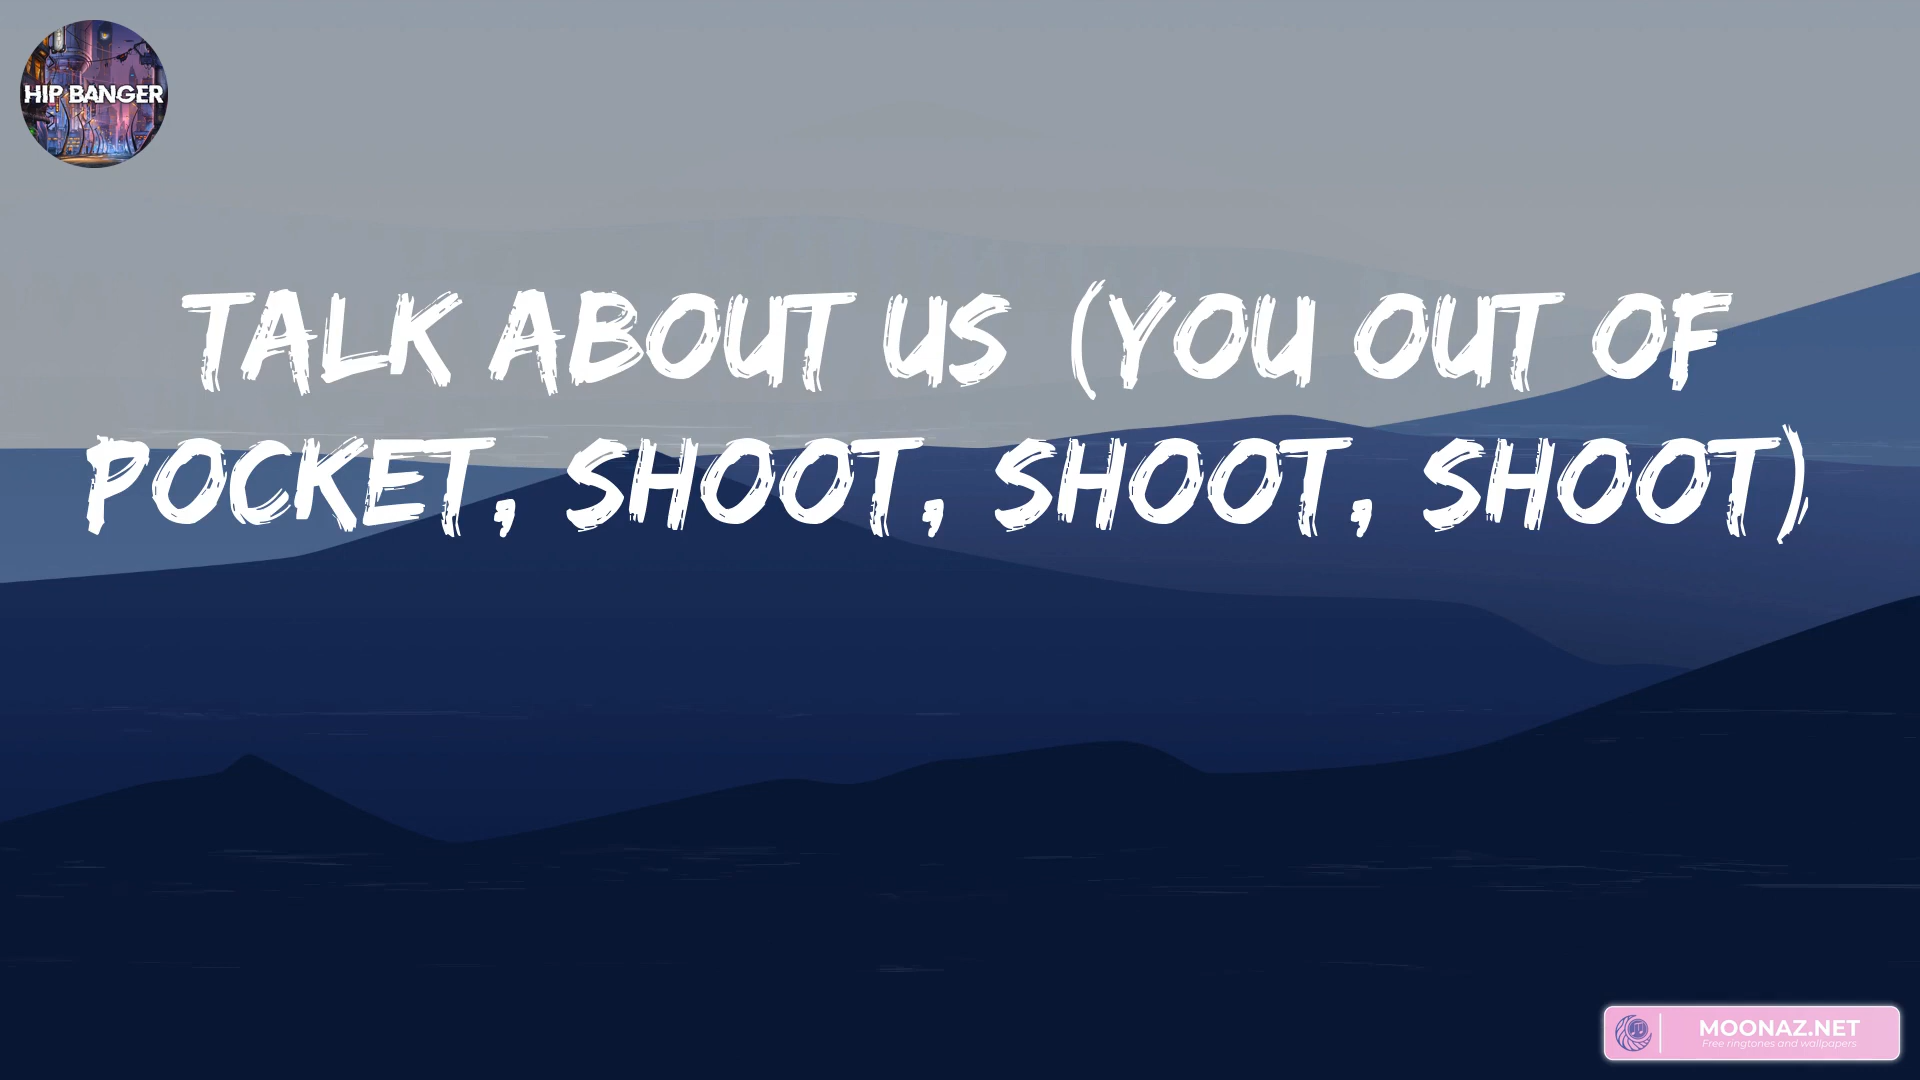 HIP BANGER
TALK ABOUT US (YOU OUT OF
POCKET, SHOOT, SHOOT, SHOOT)
MOONAZ.NET
Free ringtones and wallpapers